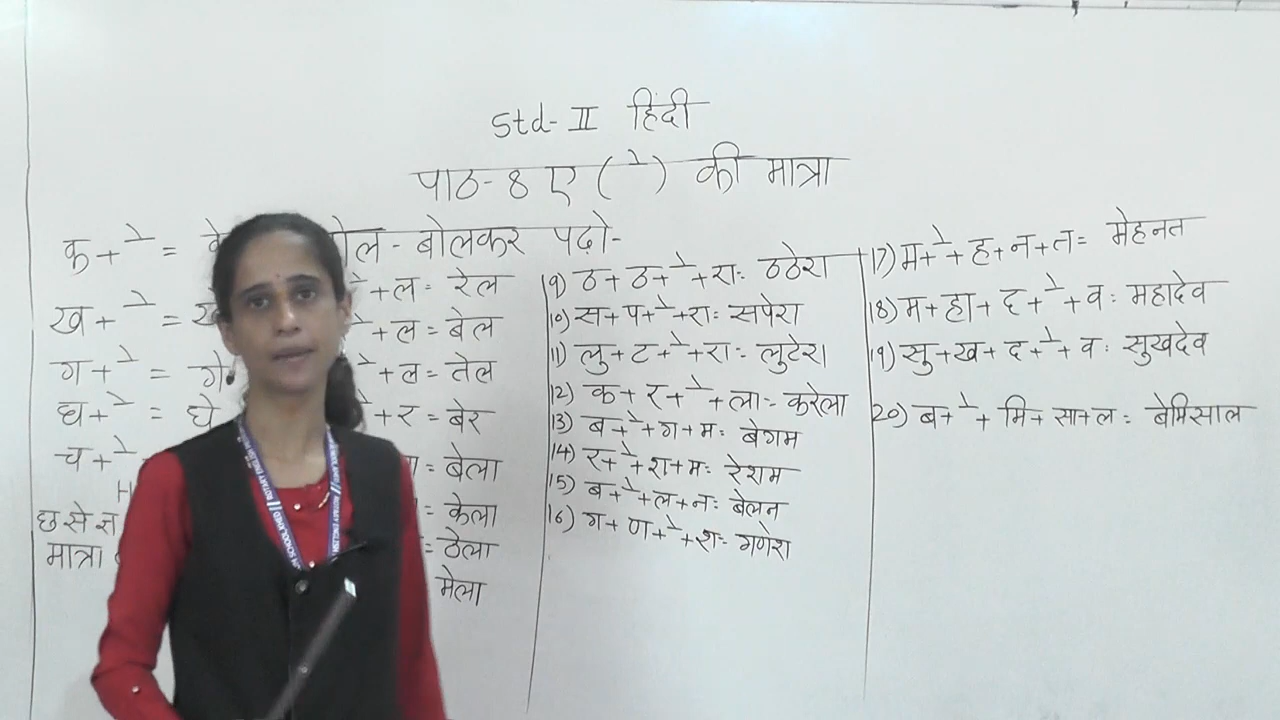 Std- II हिंदी
पाठ- 8 ए ( े ) की मात्रा
बोलकर पढ़ो-
क + े =
ख + े =
ग + े = गे
घ + े = घे
च + े
छ से ज्ञ
मात्रा
+ ल = रेल
+ ल = बेल
+ ल = तेल
+ र = बेर
= बेला
= केला
= ठेला
मेला
9) ठ + ठ + े + रा = ठठेरा
10) स + प + े + रा = सपेरा
11) लु + ट + े + रा = लुटेरा
12) क + र + े + ला = करेला
13) ब + े + ग + म = बेगम
14) र + े + श + म = रेशम
15) ब + े + ल + न = बेलन
16) ग + ण + े + श = गणेश
17) म + े + ह + न + त = मेहनत
18) म + हा + द + े + व = महादेव
19) सु + ख + द + े + व = सुखदेव
20) ब + े + मि + सा + ल = बेमिसाल